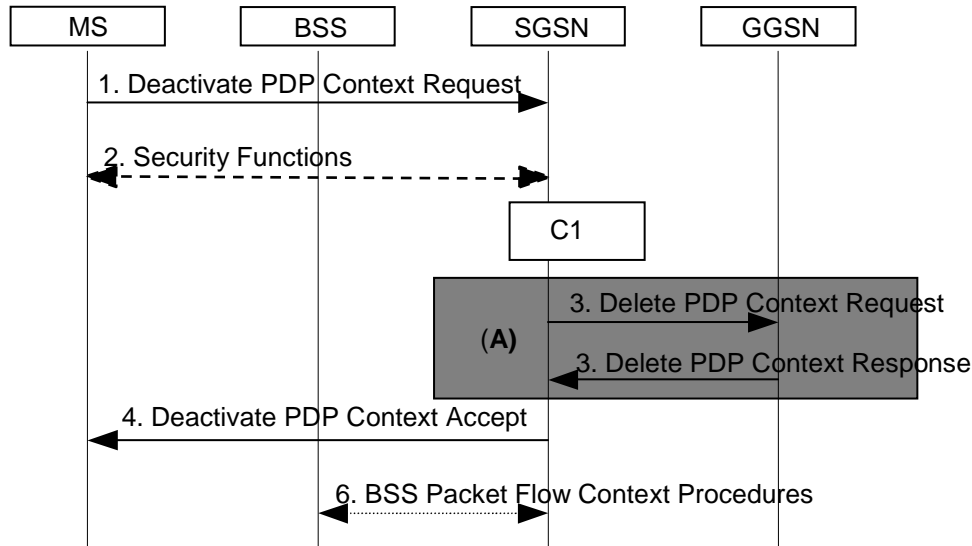 MS
BSS
SGSN
GGSN
1. Deactivate PDP Context Request
2. Security Functions
C1
3. Delete PDP Context Request
(A)
3. Delete PDP Context Response
4. Deactivate PDP Context Accept
6. BSS Packet Flow Context Procedures